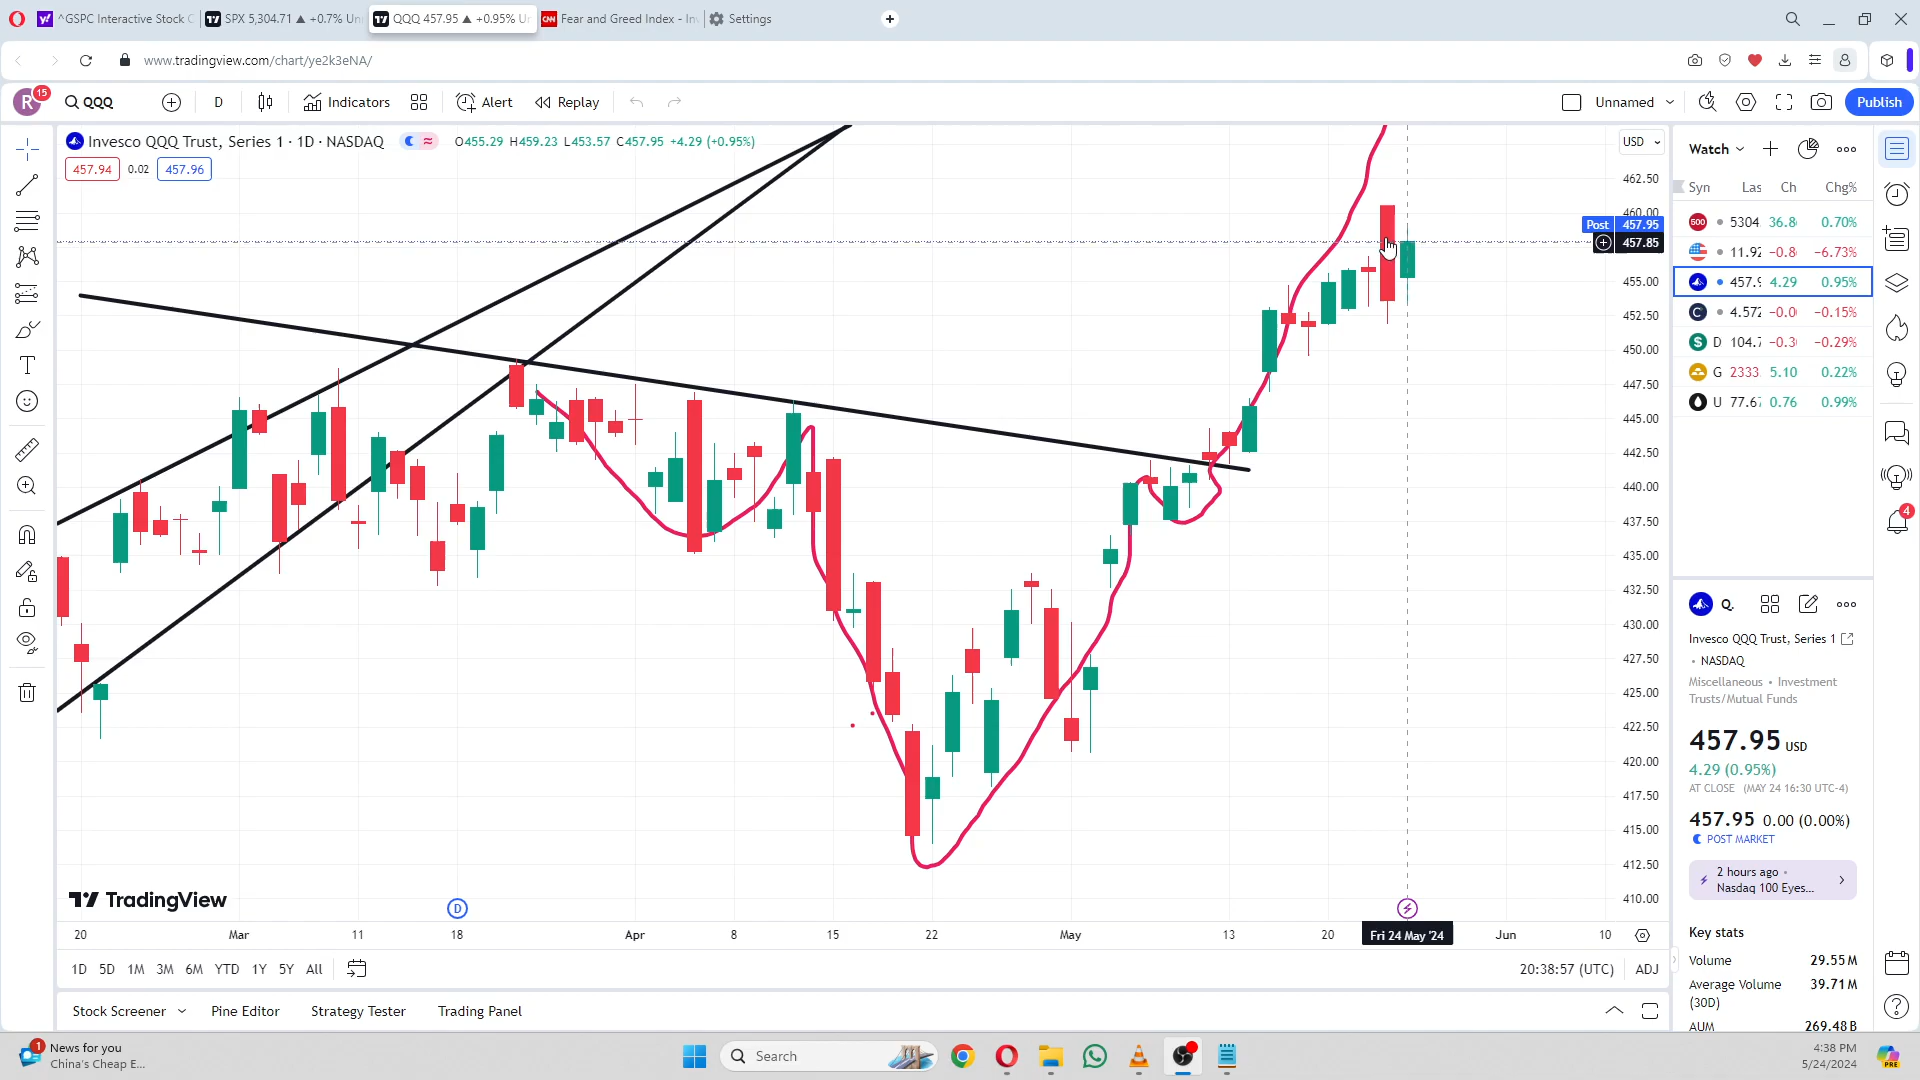 ^GSPC Interactive Stock C
SPX 5,304.71 ▲ +0.7% Un
QQQ 457.95 ▲ +0.95% U
Fear and Greed Index - Inv
Settings
www.tradingview.com/chart/ye2k3eNA/
R 15
QQQ
D
Indicators
Alert
Replay
Unnamed
Publish
Invesco QQQ Trust, Series 1 · 1D · NASDAQ
O455.29 H459.23 L453.57 C457.95 +4.29 (+0.95%)
457.94 0.02 457.96
USD
462.50
460.00
Post 457.95
457.85
455.00
452.50
450.00
447.50
445.00
442.50
440.00
437.50
435.00
432.50
430.00
427.50
425.00
422.50
420.00
417.50
415.00
412.50
410.00
TradingView
D
20 Mar 11 18 Apr 8 15 22 May 13 20 Fri 24 May '24 Jun 10
1D 5D 1M 3M 6M YTD 1Y 5Y All
20:38:57 (UTC) ADJ
Stock Screener Pine Editor Strategy Tester Trading Panel
Watch
Syn Las Ch Chg%
500 5304 36.8 0.70%
11.92 −0.8 −6.73%
457.9 4.29 0.95%
C 4.572 −0.0 −0.15%
D 104.7 −0.3 −0.29%
G 2333 5.10 0.22%
U 77.67 0.76 0.99%
4
Q.
Invesco QQQ Trust, Series 1
• NASDAQ
Miscellaneous • Investment
Trusts/Mutual Funds
457.95 USD
4.29 (0.95%)
AT CLOSE (MAY 24 16:30 UTC-4)
457.95 0.00 (0.00%)
POST MARKET
2 hours ago •
Nasdaq 100 Eyes...
Key stats
Volume 29.55M
Average Volume 39.71M
(30D)
AUM 269.48B
1
News for you
China's Cheap E...
Search
4:38 PM
5/24/2024
PRE